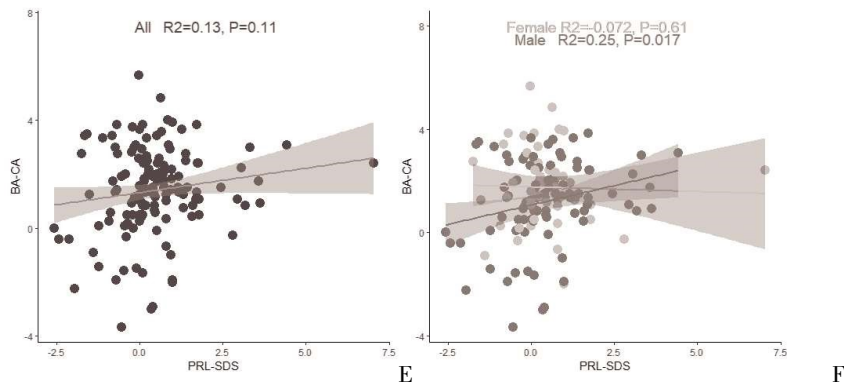 All R2=0.13, P=0.11
8
4
0
-4
BA-CA
-2.5 0.0 2.5 5.0 7.5
PRL-SDS
E
Female R2=-0.072, P=0.61
Male R2=0.25, P=0.017
8
4
0
-4
BA-CA
-2.5 0.0 2.5 5.0 7.5
PRL-SDS
F